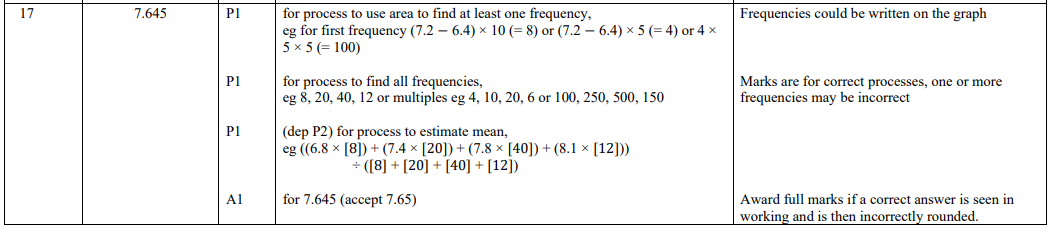 17 7.645 P1 for process to use area to find at least one frequency, Frequencies could be written on the graph
eg for first frequency (7.2 – 6.4) × 10 (= 8) or (7.2 – 6.4) × 5 (= 4) or 4 ×
5 × 5 (= 100)
P1 for process to find all frequencies, Marks are for correct processes, one or more
eg 8, 20, 40, 12 or multiples eg 4, 10, 20, 6 or 100, 250, 500, 150 frequencies may be incorrect
P1 (dep P2) for process to estimate mean,
eg ((6.8 × [8]) + (7.4 × [20]) + (7.8 × [40]) + (8.1 × [12]))
÷ ([8] + [20] + [40] + [12])
A1 for 7.645 (accept 7.65) Award full marks if a correct answer is seen in
working and is then incorrectly rounded.